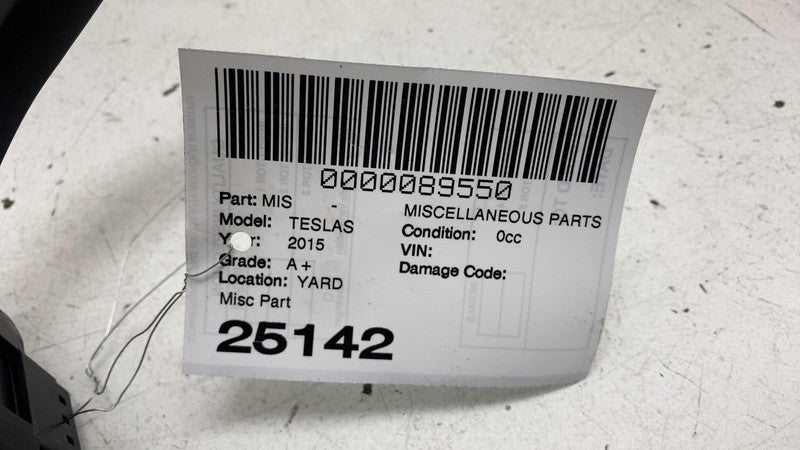 0000089550
Part: MIS - MISCELLANEOUS PARTS
Model: TESLAS Condition: 0cc
Year: 2015 VIN:
Grade: A+ Damage Code:
Location: YARD
Misc Part
25142